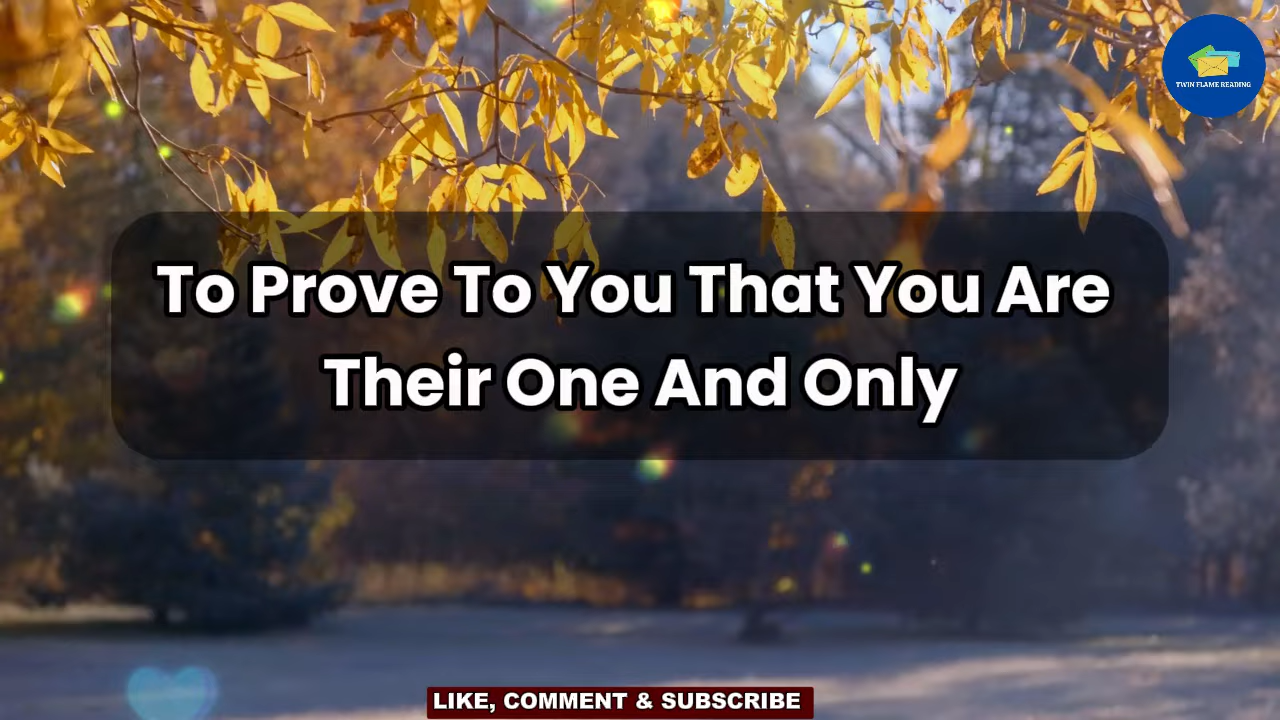 TWIN FLAME READING
To Prove To You That You Are
Their One And Only
LIKE, COMMENT & SUBSCRIBE